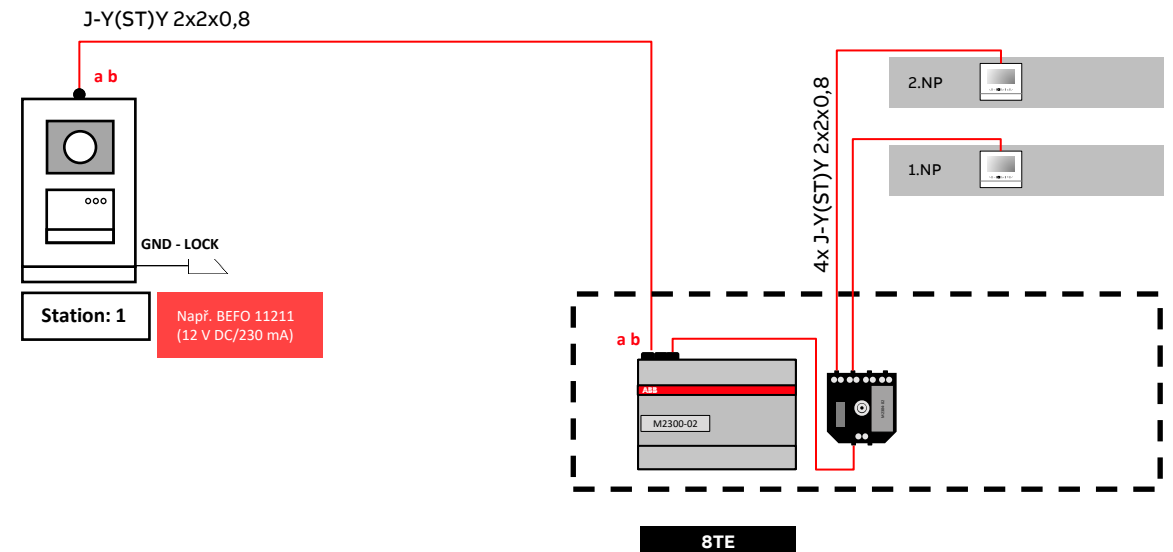 J-Y(ST)Y 2x2x0,8
a b
GND - LOCK
Station: 1
Např. BEFO 11211
(12 V DC/230 mA)
4x J-Y(ST)Y 2x2x0,8
2.NP
1.NP
a b
ABB
M2300-02
8TE